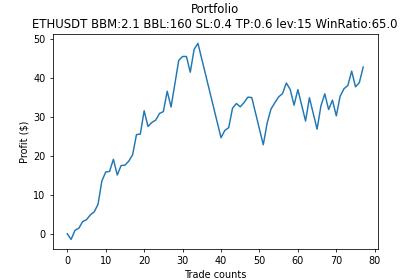 Portfolio
ETHUSDT BBM:2.1 BBL:160 SL:0.4 TP:0.6 lev:15 WinRatio:65.0
50
40
30
20
10
0
Profit ($)
0 10 20 30 40 50 60 70 80
Trade counts